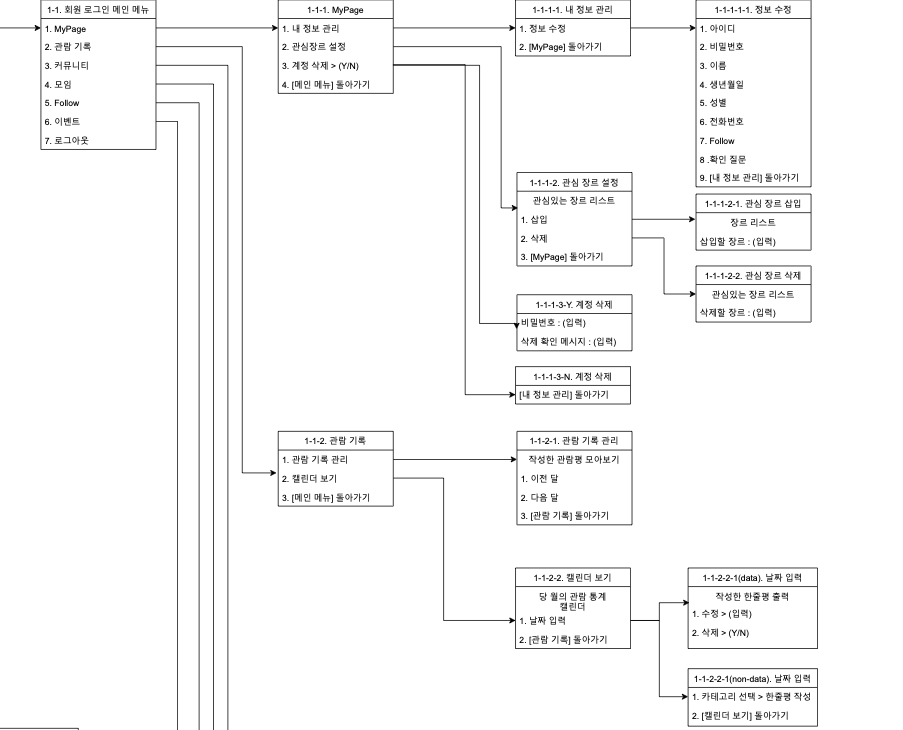 1-1. 회원 로그인 메인 메뉴
1. MyPage
2. 관람 기록
3. 커뮤니티
4. 모임
5. Follow
6. 이벤트
7. 로그아웃
1-1-1. MyPage
1. 내 정보 관리
2. 관심장르 설정
3. 계정 삭제 > (Y/N)
4. [메인 메뉴] 돌아가기
1-1-1-1. 내 정보 관리
1. 정보 수정
2. [MyPage] 돌아가기
1-1-1-1-1. 정보 수정
1. 아이디
2. 비밀번호
3. 이름
4. 생년월일
5. 성별
6. 전화번호
7. Follow
8 .확인 질문
9. [내 정보 관리] 돌아가기
1-1-1-2. 관심 장르 설정
관심있는 장르 리스트
1. 삽입
2. 삭제
3. [MyPage] 돌아가기
1-1-1-2-1. 관심 장르 삽입
장르 리스트
삽입할 장르 : (입력)
1-1-1-2-2. 관심 장르 삭제
관심있는 장르 리스트
삭제할 장르 : (입력)
1-1-1-3-Y. 계정 삭제
비밀번호 : (입력)
삭제 확인 메시지 : (입력)
1-1-1-3-N. 계정 삭제
[내 정보 관리] 돌아가기
1-1-2. 관람 기록
1. 관람 기록 관리
2. 캘린더 보기
3. [메인 메뉴] 돌아가기
1-1-2-1. 관람 기록 관리
작성한 관람평 모아보기
1. 이전 달
2. 다음 달
3. [관람 기록] 돌아가기
1-1-2-2. 캘린더 보기
당 월의 관람 통계
캘린더
1. 날짜 입력
2. [관람 기록] 돌아가기
1-1-2-2-1(data). 날짜 입력
작성한 한줄평 출력
1. 수정 > (입력)
2. 삭제 > (Y/N)
1-1-2-2-1(non-data). 날짜 입력
1. 카테고리 선택 > 한줄평 작성
2. [캘린더 보기] 돌아가기